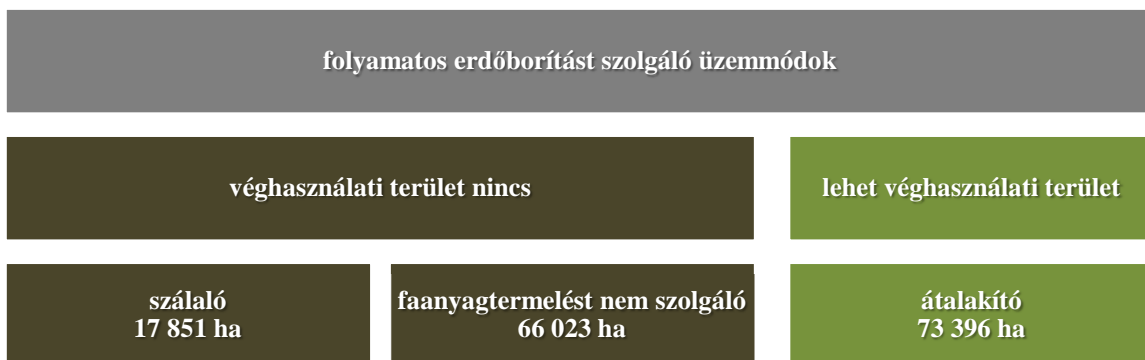 folyamatos erdőborítást szolgáló üzemmódok
véghasználati terület nincs
lehet véghasználati terület
szálaló
17 851 ha
faanyagtermelést nem szolgáló
66 023 ha
átalakító
73 396 ha